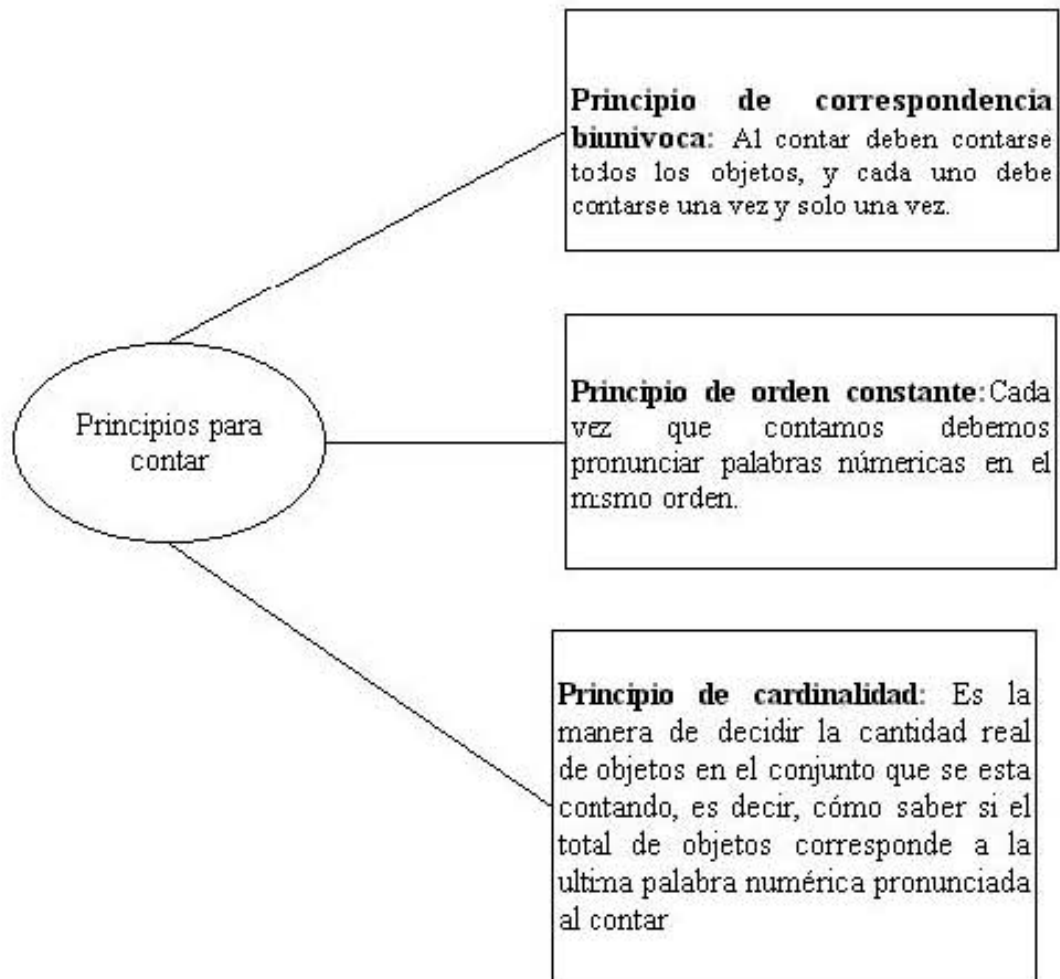 Principio de correspondencia
biunivoca: Al contar deben contarse
todos los objetos, y cada uno debe
contarse una vez y solo una vez.
Principios para
contar
Principio de orden constante:Cada
vez que contamos debemos
pronunciar palabras númericas en el
mismo orden.
Principio de cardinalidad: Es la
manera de decidir la cantidad real
de objetos en el conjunto que se esta
contando, es decir, cómo saber si el
total de objetos corresponde a la
ultima palabra numérica pronunciada
al contar